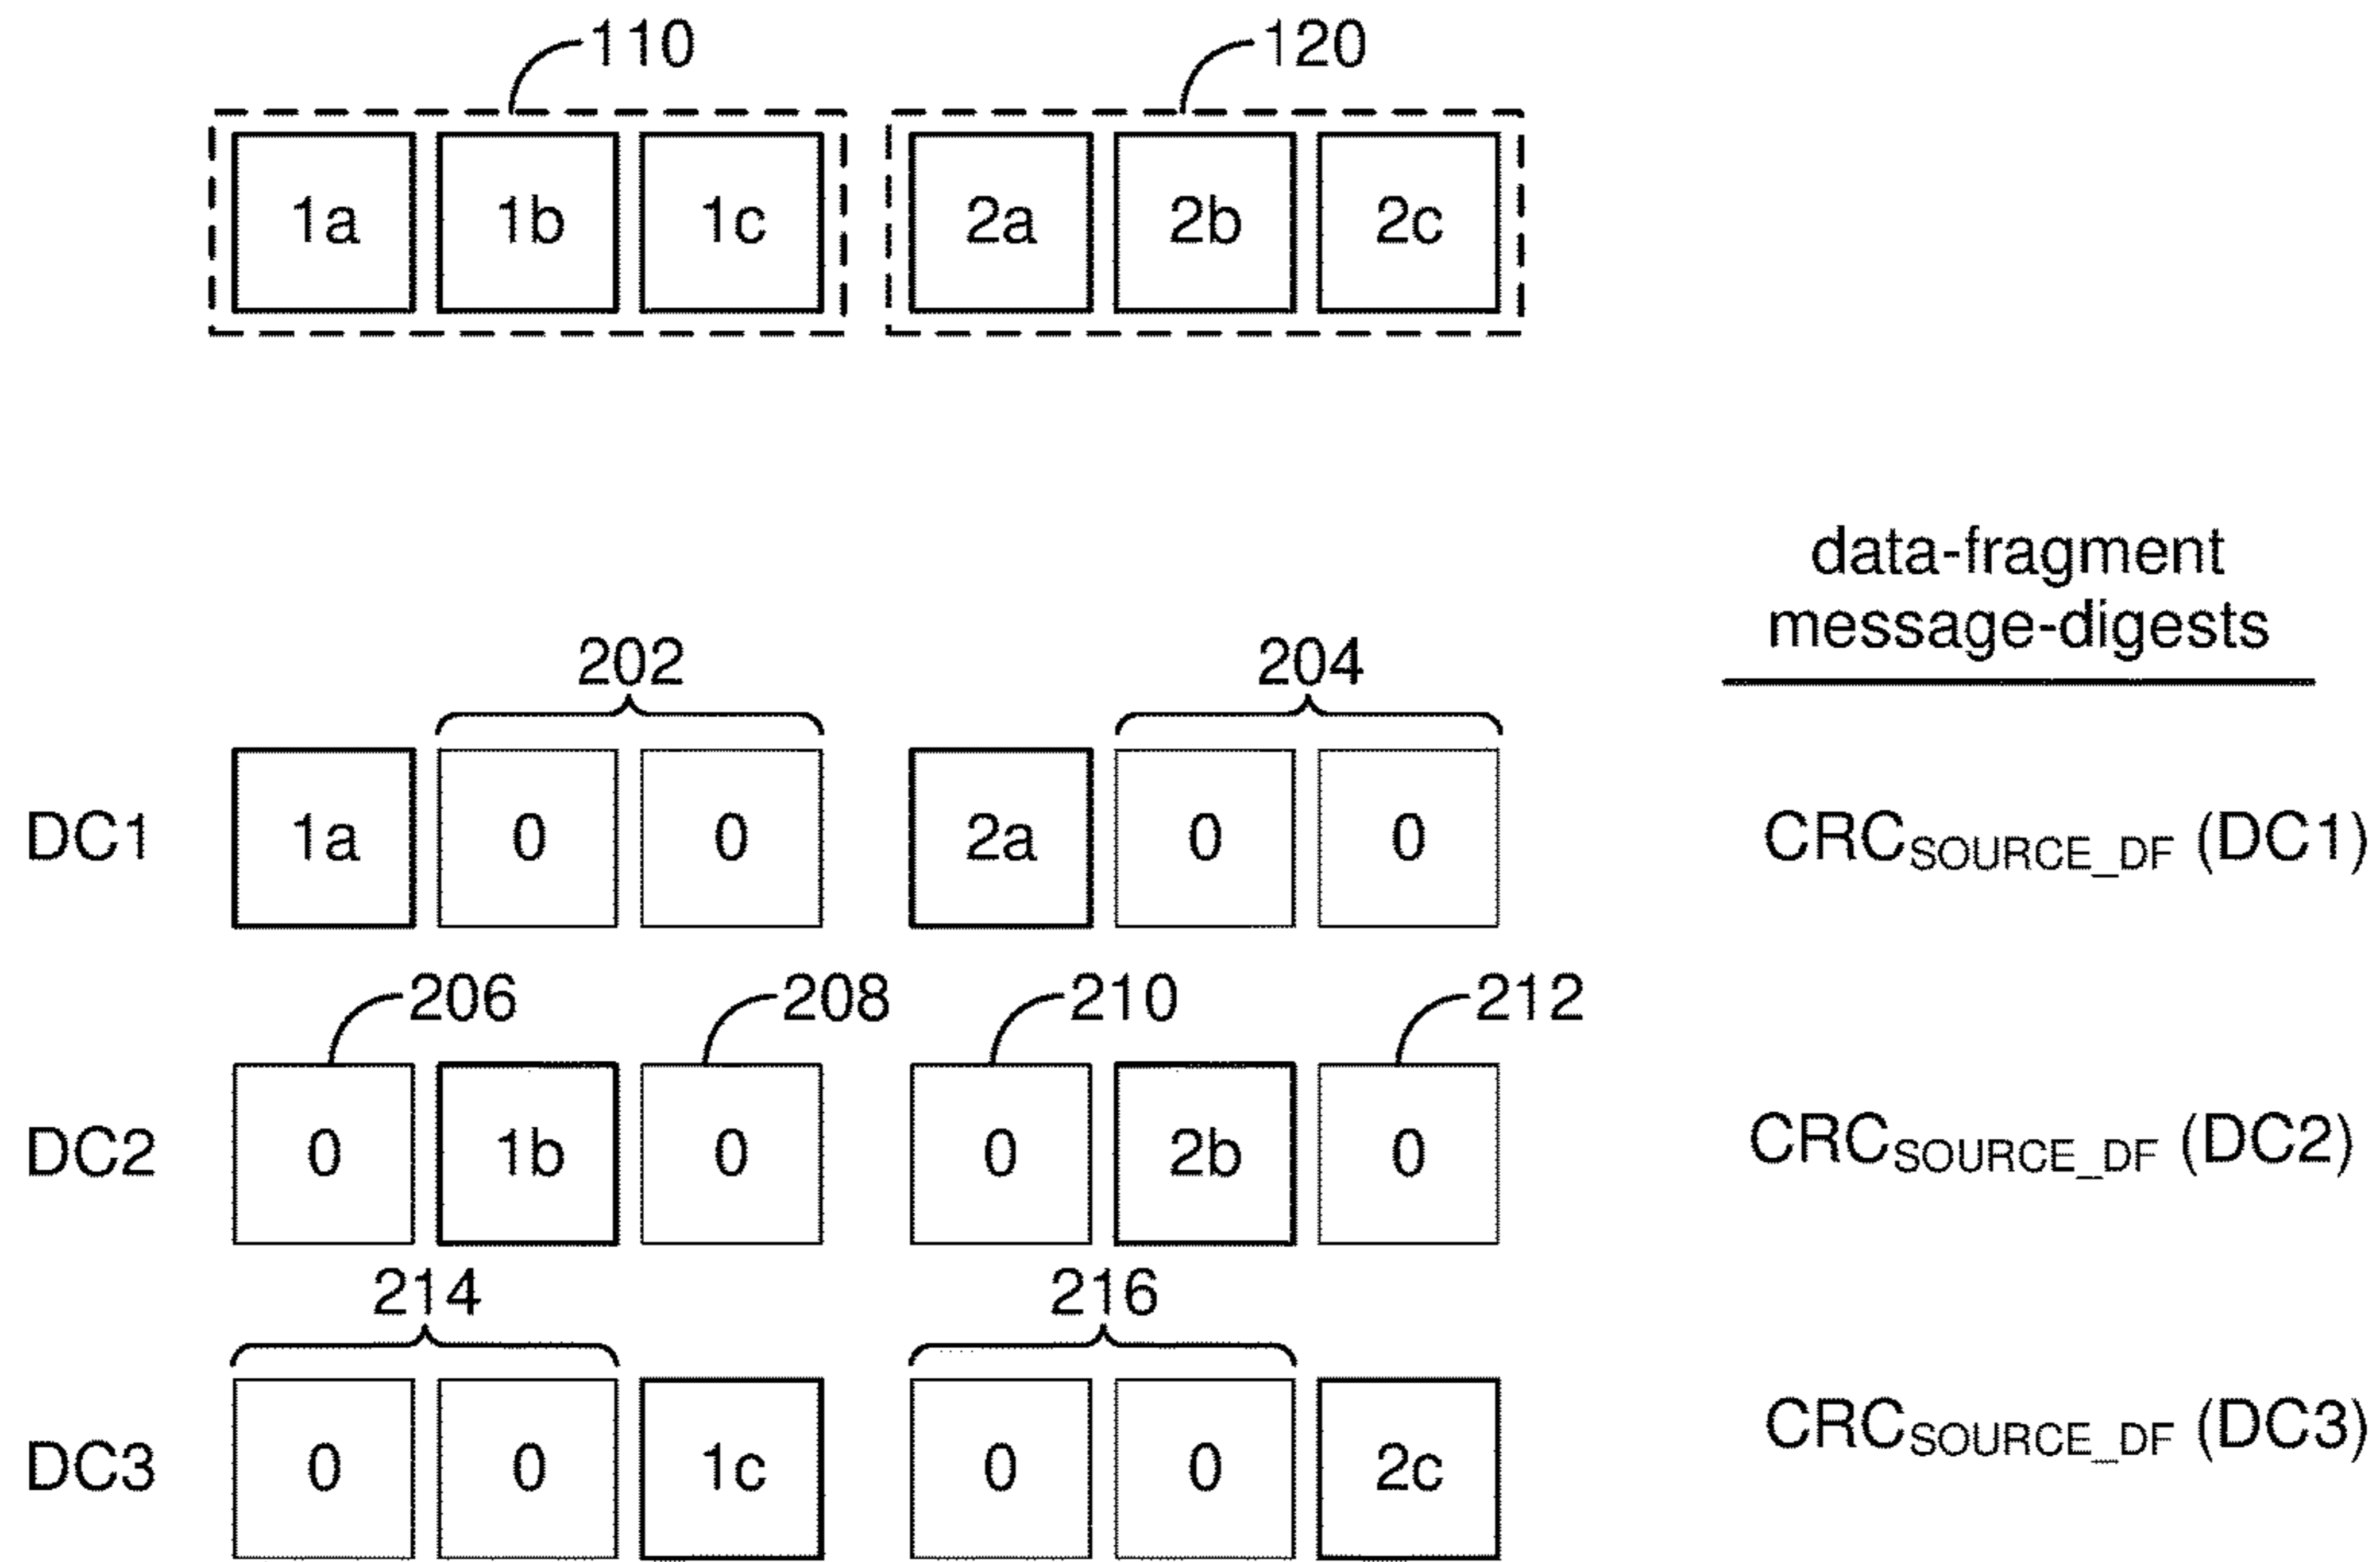 110 120
1a 1b 1c 2a 2b 2c
data-fragment
message-digests
202 204
DC1 1a 0 0 2a 0 0 CRCSOURCE_DF (DC1)
206 208 210 212
DC2 0 1b 0 0 2b 0 CRCSOURCE_DF (DC2)
214 216
DC3 0 0 1c 0 0 2c CRCSOURCE_DF (DC3)